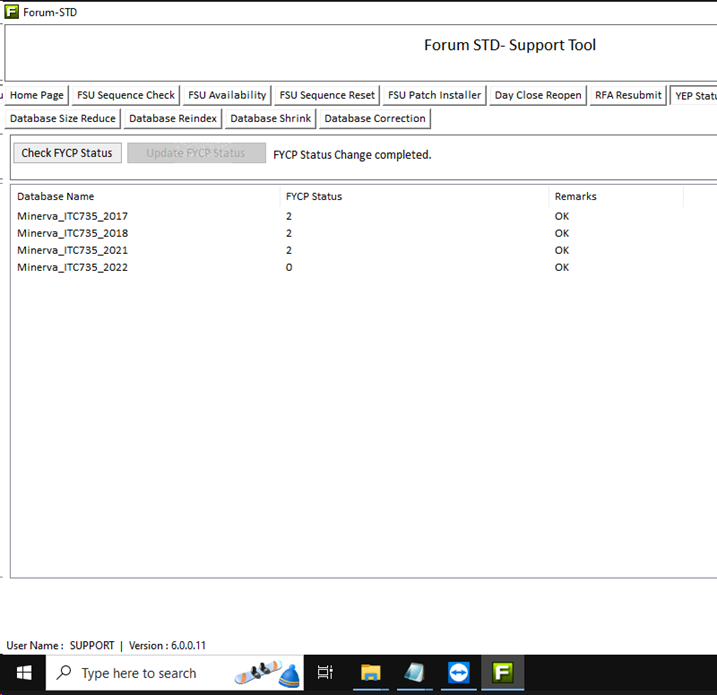 Forum-STD
Forum STD- Support Tool
Home Page FSU Sequence Check FSU Availability FSU Sequence Reset FSU Patch Installer Day Close Reopen RFA Resubmit YEP Statu
Database Size Reduce Database Reindex Database Shrink Database Correction
Check FYCP Status Update FYCP Status FYCP Status Change completed.
Database Name FYCP Status Remarks
Minerva_ITC735_2017 2 OK
Minerva_ITC735_2018 2 OK
Minerva_ITC735_2021 2 OK
Minerva_ITC735_2022 0 OK
User Name : SUPPORT | Version : 6.0.0.11
Type here to search